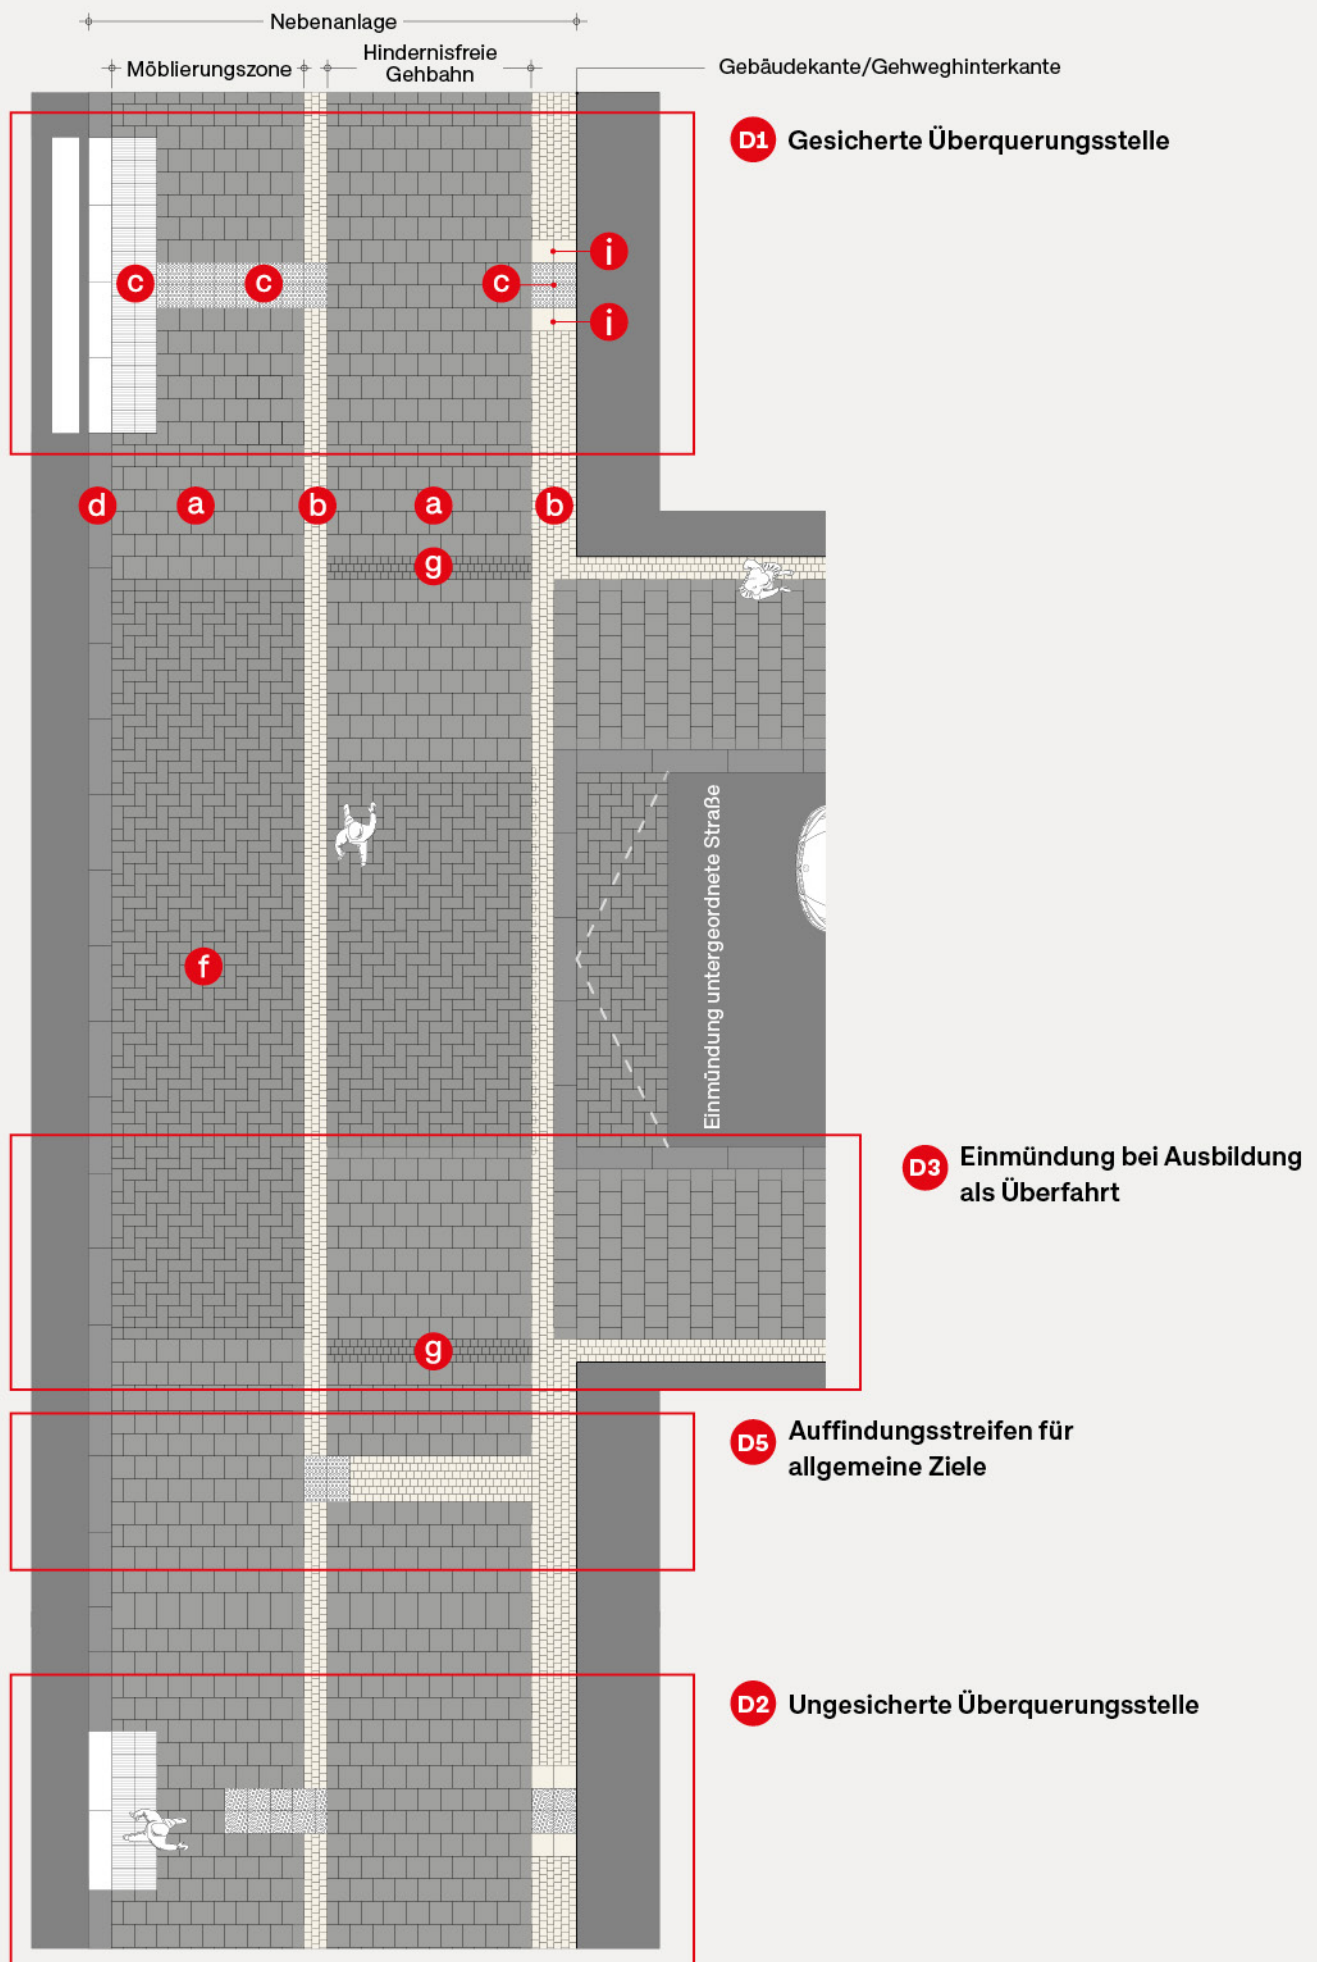 Nebenanlage
Möblierungszone
Hindernisfreie
Gehbahn
Gebäudekante/Gehweghinterkante
D1 Gesicherte Überquerungsstelle
i
c c c
i
d a b a b
g
Einmündung untergeordnete Straße
f
D3 Einmündung bei Ausbildung
als Überfahrt
g
D5 Auffindungsstreifen für
allgemeine Ziele
D2 Ungesicherte Überquerungsstelle